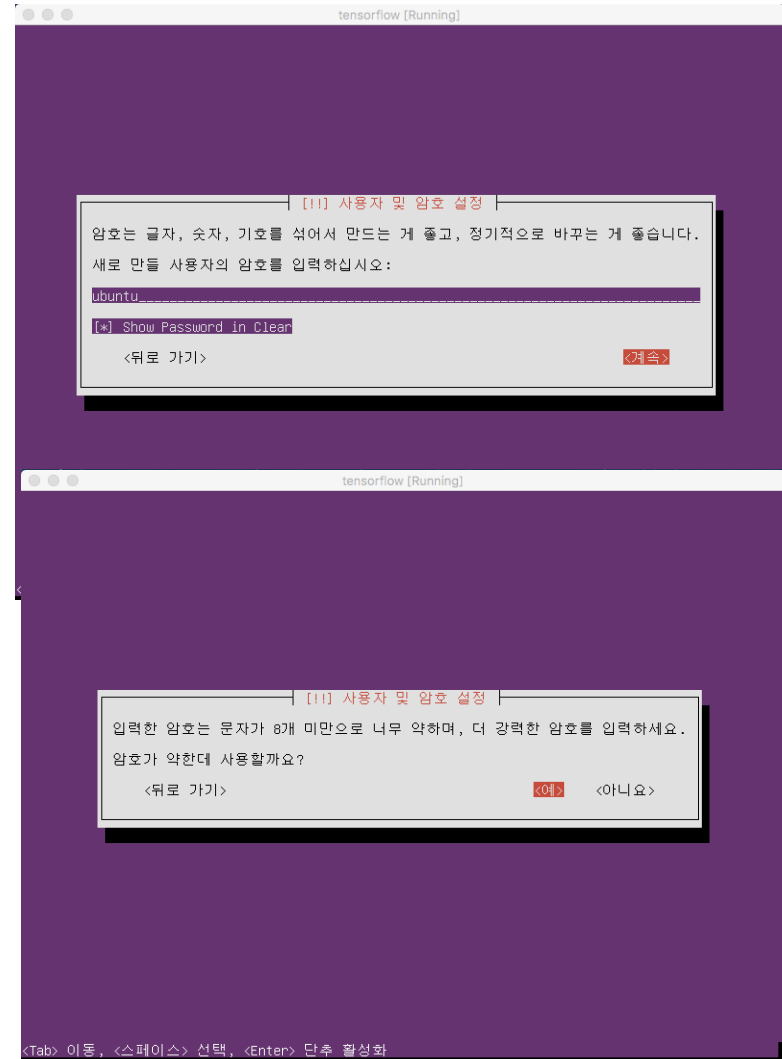 tensorflow [Running]
[!!] 사용자 및 암호 설정
암호는 글자, 숫자, 기호를 섞어서 만드는 게 좋고, 정기적으로 바꾸는 게 좋습니다.
새로 만들 사용자의 암호를 입력하십시오:
ubuntu
[*] Show Password in Clear
<뒤로 가기> <계속>
tensorflow [Running]
<
[!!] 사용자 및 암호 설정
입력한 암호는 문자가 8개 미만으로 너무 약하며, 더 강력한 암호를 입력하세요.
암호가 약한데 사용할까요?
<뒤로 가기> <예> <아니요>
<Tab> 이동, <스페이스> 선택, <Enter> 단추 활성화